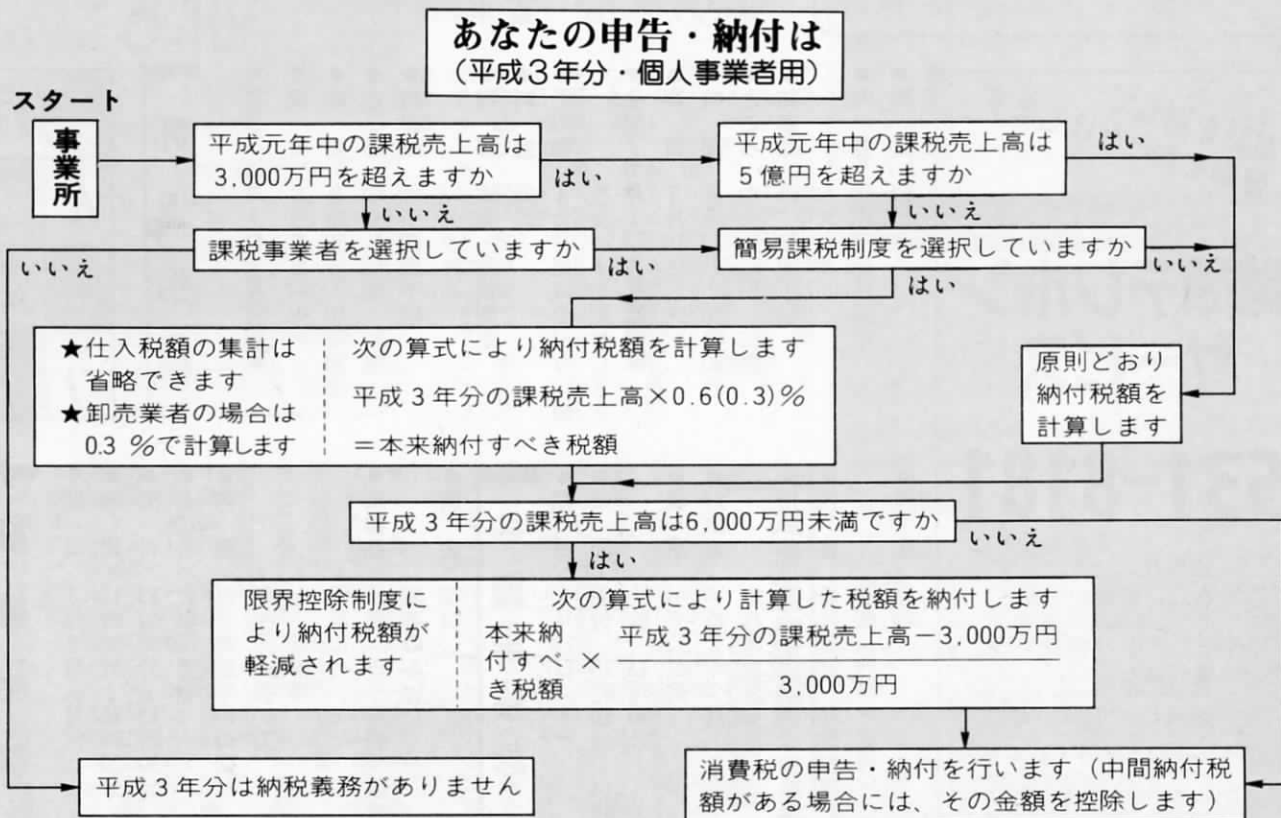 あなたの申告・納付は
(平成3年分・個人事業者用)
スタート
事業所
平成元年中の課税売上高は
3,000万円を超えますか
はい
いいえ
平成元年中の課税売上高は
5億円を超えますか
はい
いいえ
課税事業者を選択していますか
いいえ
はい
簡易課税制度を選択していますか
いいえ
はい
★仕入税額の集計は
省略できます
★卸売業者の場合は
0.3 %で計算します
次の算式により納付税額を計算します
平成3年分の課税売上高×0.6(0.3)%
=本来納付すべき税額
原則どおり
納付税額を
計算します
平成3年分の課税売上高は6,000万円未満ですか
いいえ
はい
限界控除制度に
より納付税額が
軽減されます
次の算式により計算した税額を納付します
本来納
付すべ
き税額
×
平成3年分の課税売上高−3,000万円
3,000万円
平成3年分は納税義務がありません
消費税の申告・納付を行います(中間納付税
額がある場合には、その金額を控除します)